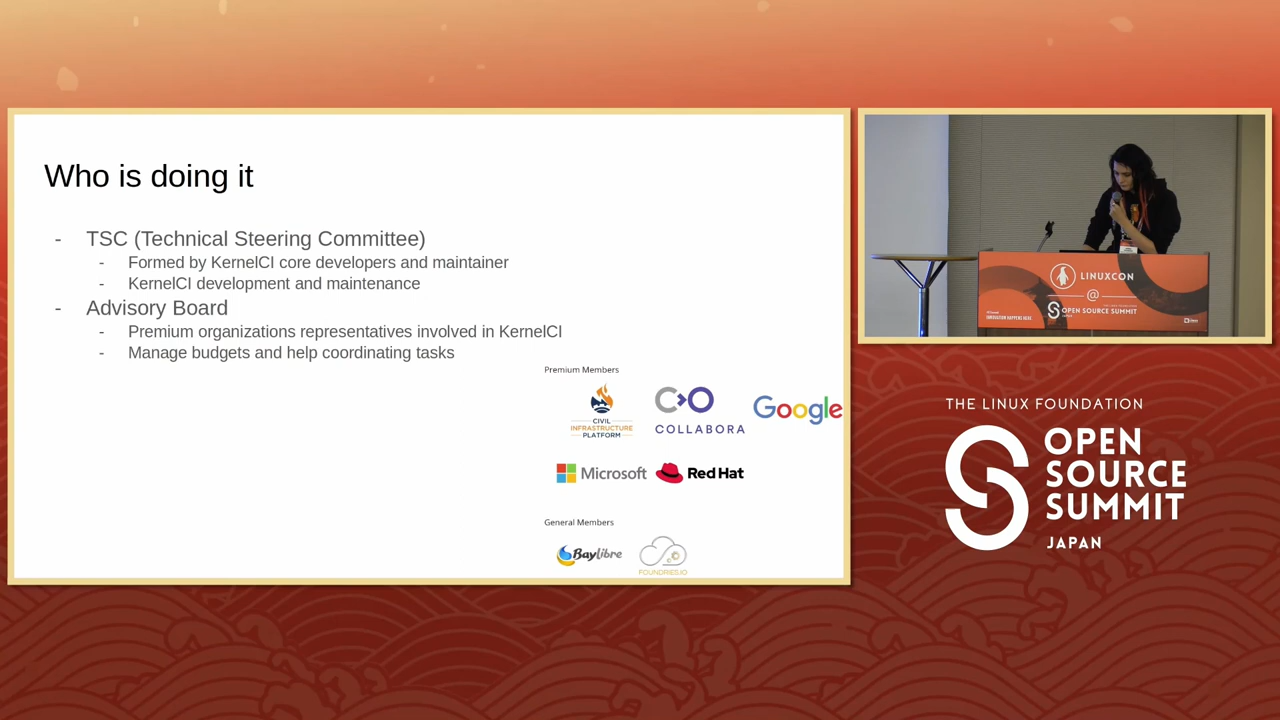 Who is doing it
- TSC (Technical Steering Committee)
- Formed by KernelCI core developers and maintainer
- KernelCI development and maintenance
- Advisory Board
- Premium organizations representatives involved in KernelCI
- Manage budgets and help coordinating tasks
Premium Members
CIVIL
INFRASTRUCTURE
PLATFORM
COLLABORA
Google
Microsoft
Red Hat
General Members
Baylibre
FOUNDRIES.IO
LINUXCON
@
OPEN SOURCE SUMMIT
THE LINUX FOUNDATION
OPEN
SOURCE
SUMMIT
JAPAN